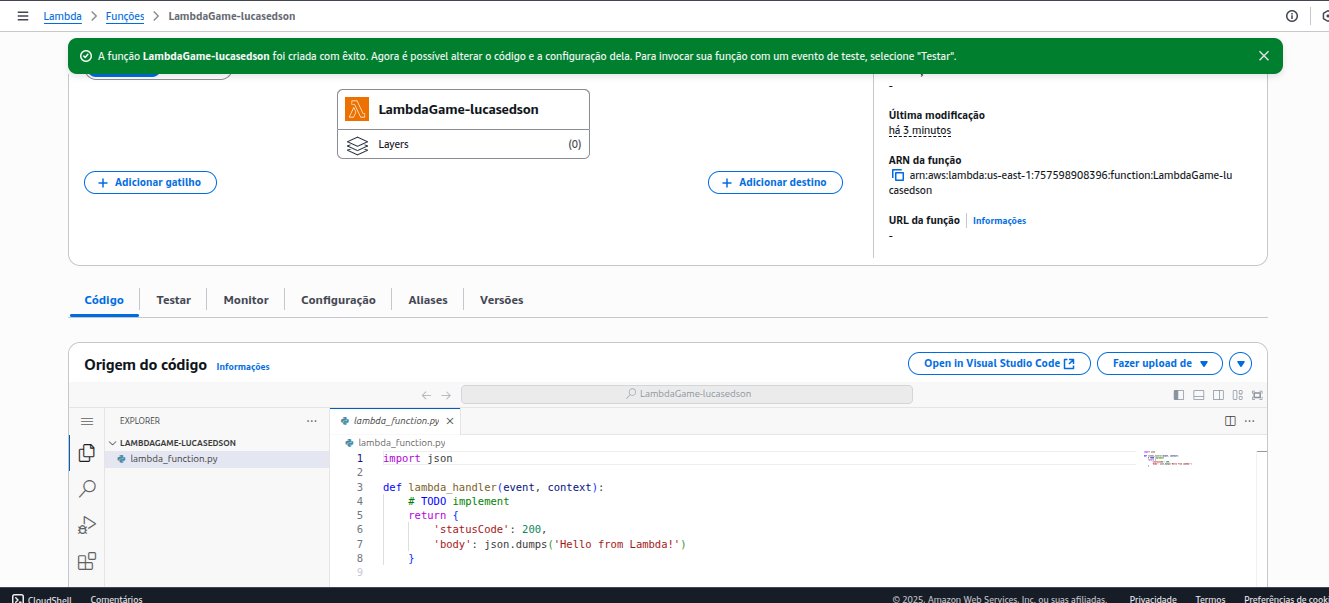 Lambda > Funções > LambdaGame-lucasedson
A função LambdaGame-lucasedson foi criada com êxito. Agora é possível alterar o código e a configuração dela. Para invocar sua função com um evento de teste, selecione "Testar".
LambdaGame-lucasedson
Layers (0)
+ Adicionar gatilho
+ Adicionar destino
-
Última modificação
há 3 minutos
ARN da função
arn:aws:lambda:us-east-1:757598908396:function:LambdaGame-lu
casedson
URL da função Informações
-
Código Testar Monitor Configuração Aliases Versões
Origem do código Informações
Open in Visual Studio Code Fazer upload de
LambdaGame-lucasedson
EXPLORER ...
LAMBDAGAME-LUCASEDSON
lambda_function.py
lambda_function.py
lambda_function.py
1 import json
2
3 def lambda_handler(event, context):
4 # TODO implement
5 return {
6 'statusCode': 200,
7 'body': json.dumps('Hello from Lambda!')
8 }
9
CloudShell Comentários © 2025, Amazon Web Services, Inc. ou suas afiliadas. Privacidade Termos Preferências de cook